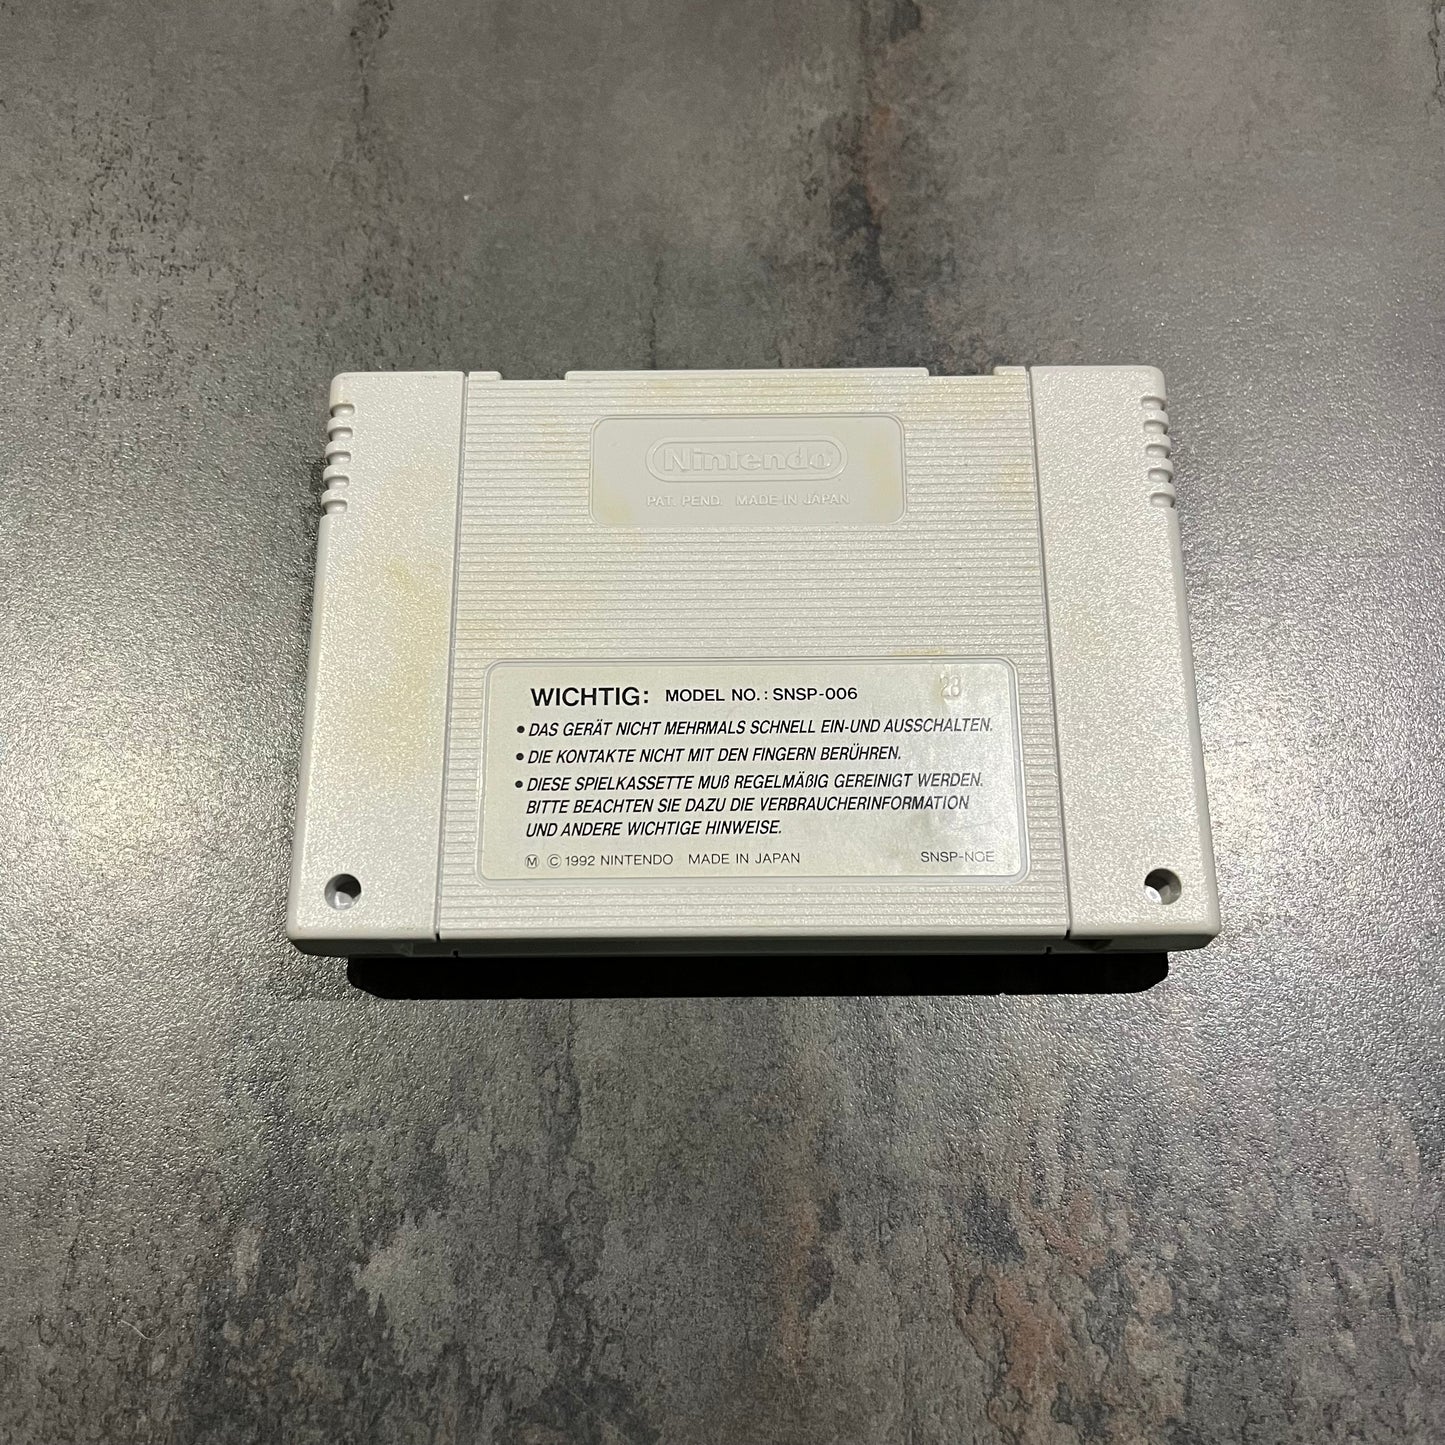 Nintendo
PAT. PEND. MADE IN JAPAN
WICHTIG: MODEL NO.: SNSP-006
28
• DAS GERÄT NICHT MEHRMALS SCHNELL EIN-UND AUSSCHALTEN.
• DIE KONTAKTE NICHT MIT DEN FINGERN BERÜHREN.
• DIESE SPIELKASSETTE MUß REGELMÄßIG GEREINIGT WERDEN.
BITTE BEACHTEN SIE DAZU DIE VERBRAUCHERINFORMATION
UND ANDERE WICHTIGE HINWEISE.
Ⓜ © 1992 NINTENDO MADE IN JAPAN SNSP-NOE